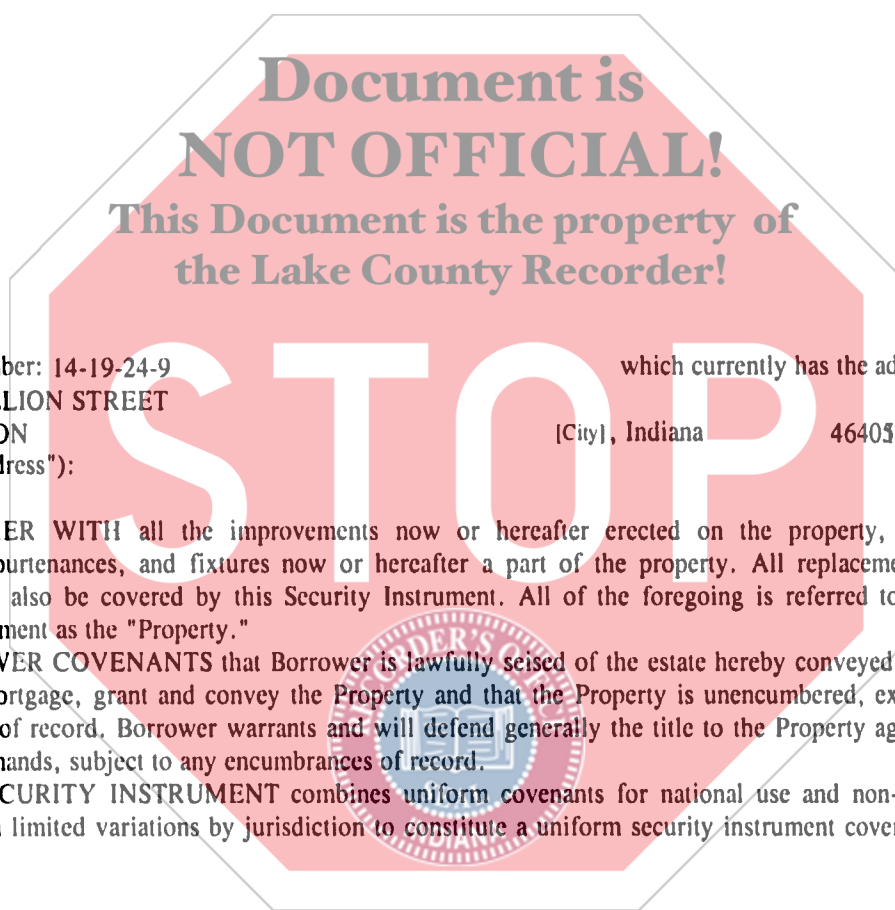 Document is
NOT OFFICIAL!
This Document is the property of
the Lake County Recorder!
STOP
ber: 14-19-24-9 which currently has the ad
LION STREET
ON [City], Indiana 46405
dress"):
ER WITH all the improvements now or hereafter erected on the property,
purtenances, and fixtures now or hereafter a part of the property. All replaceme
also be covered by this Security Instrument. All of the foregoing is referred to
ment as the "Property."
VER COVENANTS that Borrower is lawfully seised of the estate hereby conveyed
ortgage, grant and convey the Property and that the Property is unencumbered, ex
of record. Borrower warrants and will defend generally the title to the Property ag
nands, subject to any encumbrances of record.
CURITY INSTRUMENT combines uniform covenants for national use and non-
limited variations by jurisdiction to constitute a uniform security instrument cover
RECORDER'S OFFICE
INDIANA